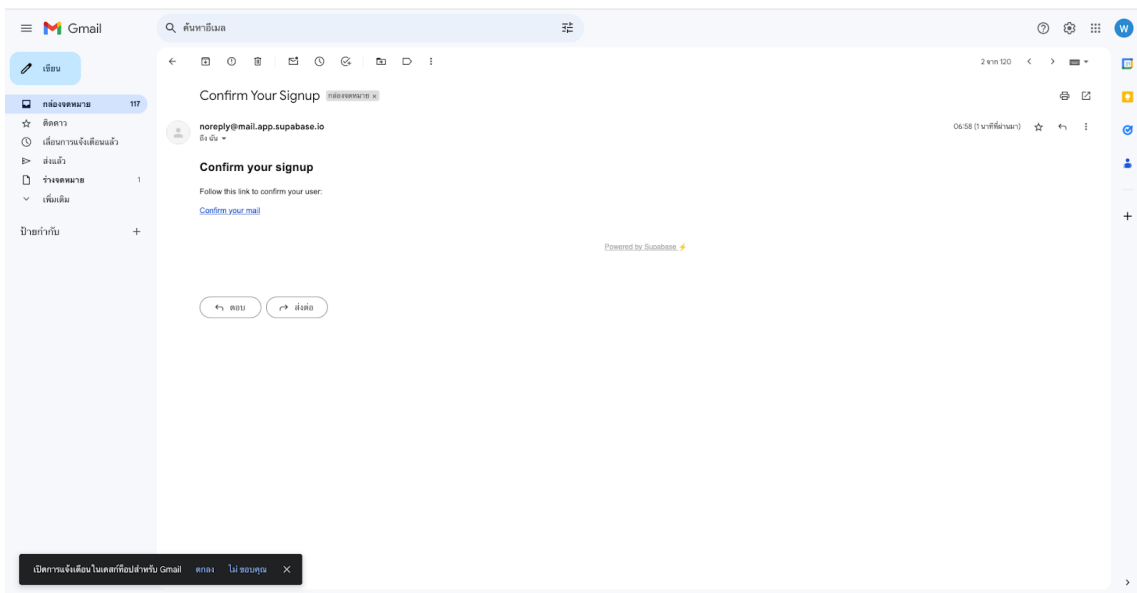 Gmail
ค้นหาอีเมล
W
เขียน
2 จาก 120
กล่องจดหมาย 117
Confirm Your Signup กล่องจดหมาย ×
ติดดาว
เลื่อนการแจ้งเตือนแล้ว
ส่งแล้ว
ร่างจดหมาย 1
เพิ่มเติม
ป้ายกำกับ
noreply@mail.app.supabase.io
06:58 (1 นาทีที่ผ่านมา)
ถึง ฉัน
Confirm your signup
Follow this link to confirm your user:
Confirm your mail
Powered by Supabase ⚡
ตอบ
ส่งต่อ
เปิดการแจ้งเตือนในเดสก์ท็อปสำหรับ Gmail ตกลง ไม่ ขอบคุณ